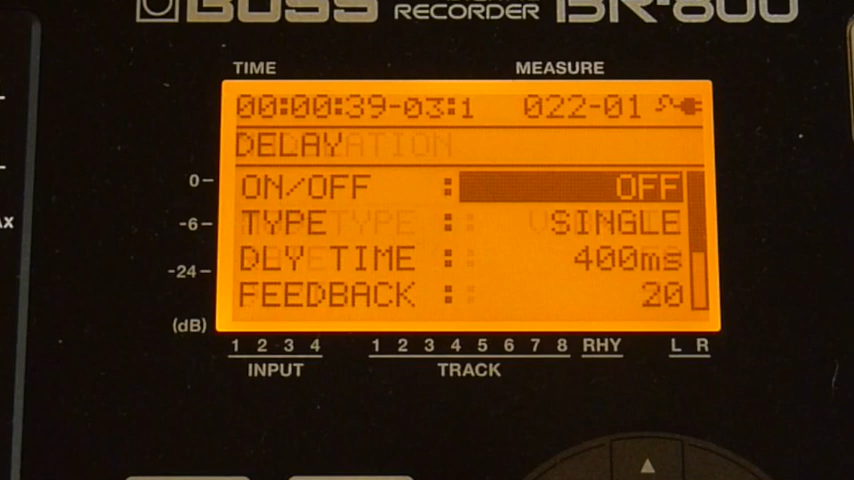 BOSS RECORDER BR-800
TIME MEASURE
00:00:39-03:1 022-01
DELAY
0 ON/OFF : OFF
-6 TYPE : SINGLE
-24 DLY TIME : 400ms
FEEDBACK : 20
(dB)
1 2 3 4 1 2 3 4 5 6 7 8 RHY L R
INPUT TRACK